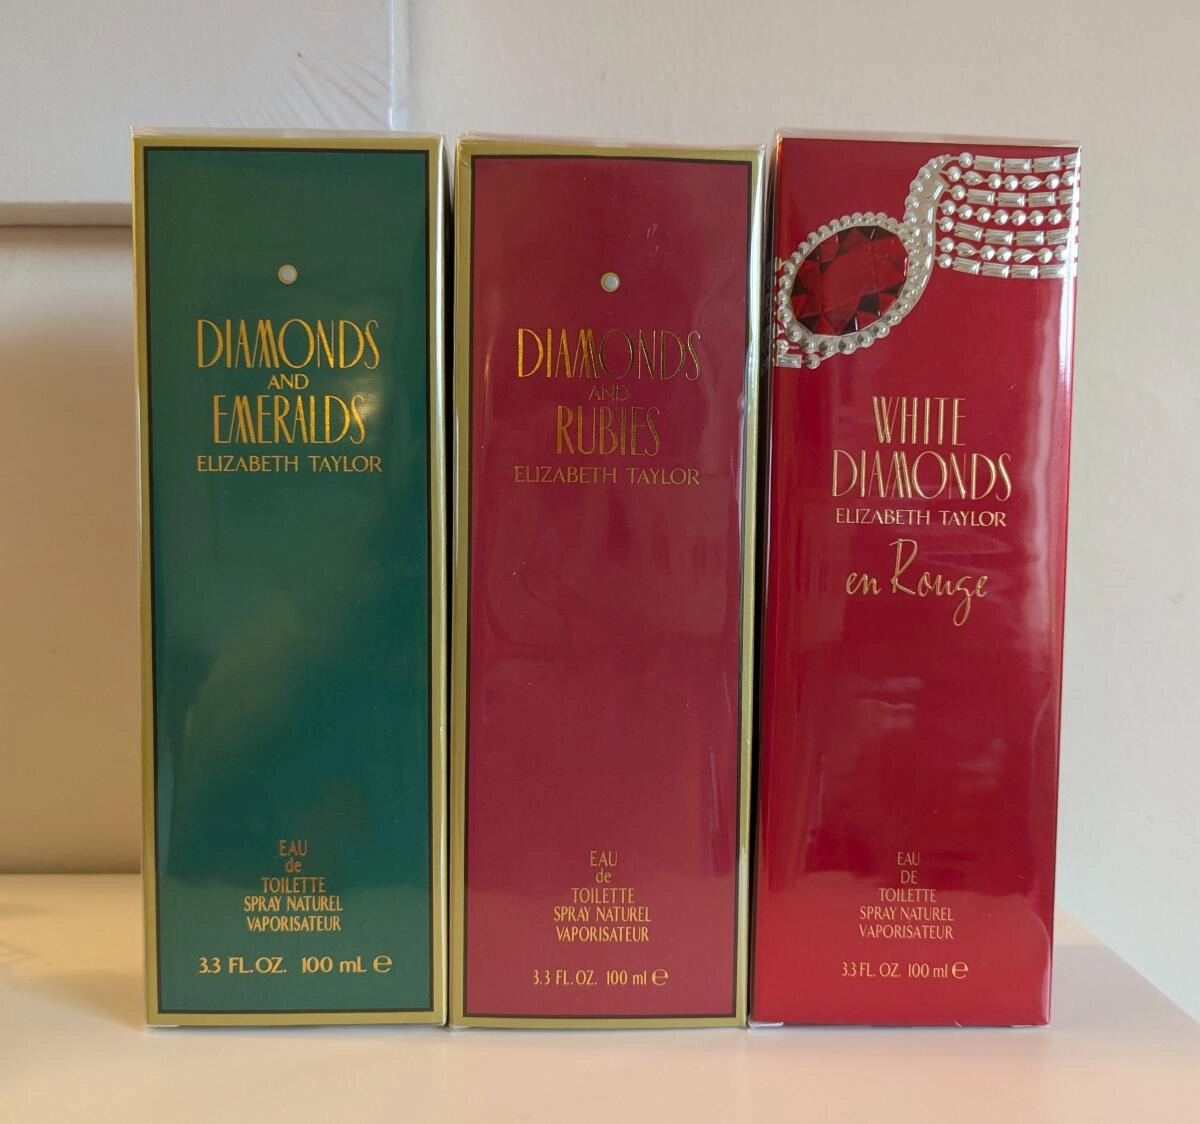 DIAMONDS
AND
EMERALDS
ELIZABETH TAYLOR
EAU
de
TOILETTE
SPRAY NATUREL
VAPORISATEUR
3.3 FL.OZ. 100 mL ℮
DIAMONDS
AND
RUBIES
ELIZABETH TAYLOR
EAU
de
TOILETTE
SPRAY NATUREL
VAPORISATEUR
3.3 FL.OZ. 100 ml ℮
WHITE
DIAMONDS
ELIZABETH TAYLOR
en Rouge
EAU
DE
TOILETTE
SPRAY NATUREL
VAPORISATEUR
3.3 FL.OZ. 100 ml ℮